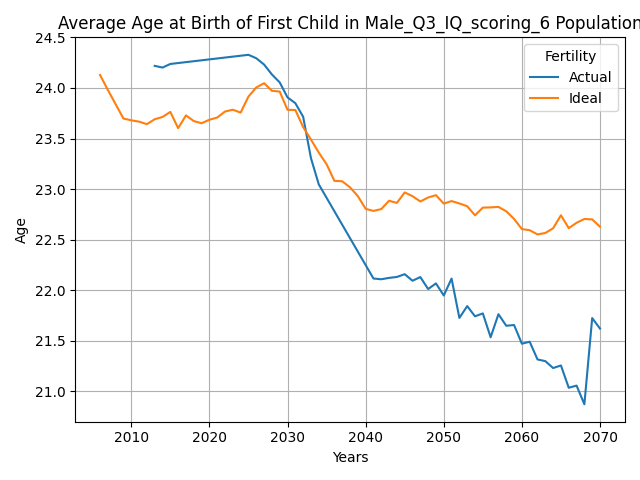 Average Age at Birth of First Child in Male_Q3_IQ_scoring_6 Population
24.5
24.0
23.5
23.0
22.5
22.0
21.5
21.0
Age
Fertility
Actual
Ideal
2010
2020
2030
2040
2050
2060
2070
Years